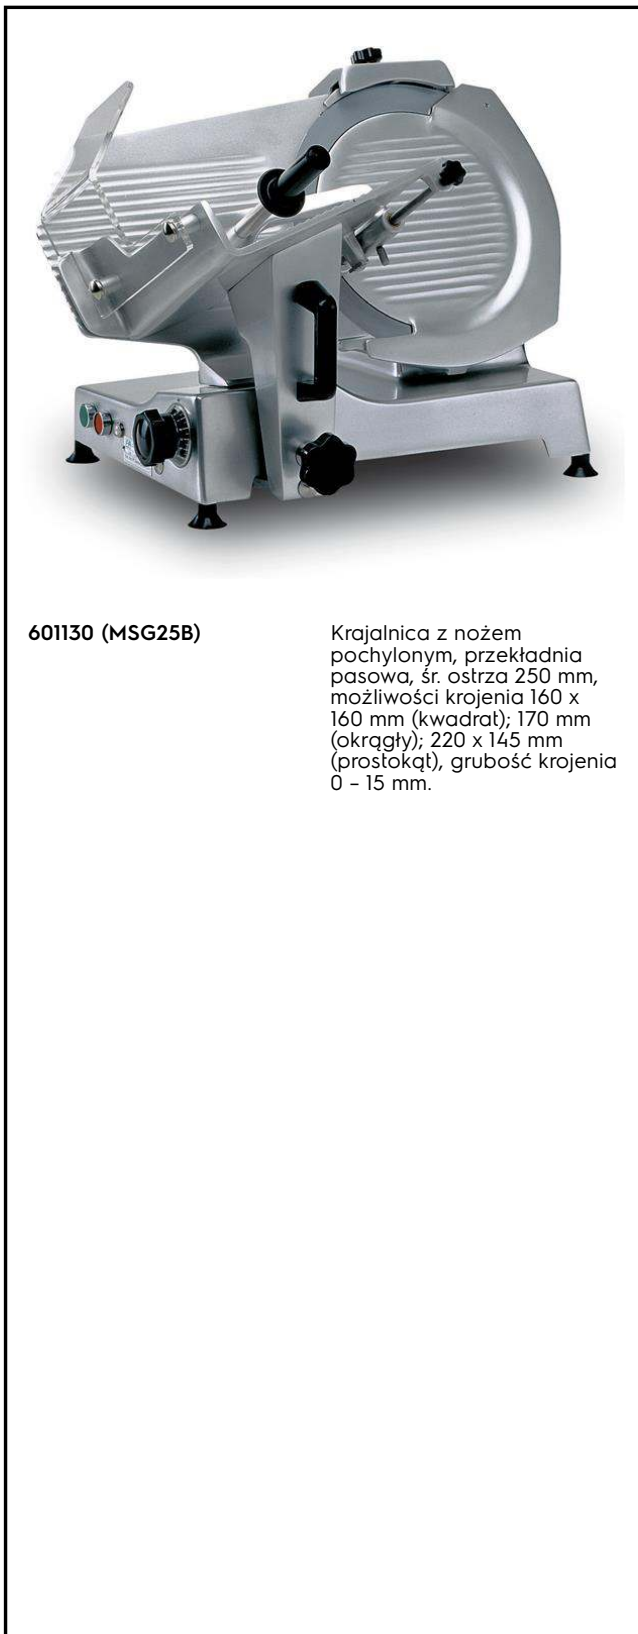 601130 (MSG25B)
Krajalnica z nożem
pochylonym, przekładnia
pasowa, śr. ostrza 250 mm,
możliwości krojenia 160 x
160 mm (kwadrat); 170 mm
(okrągły); 220 x 145 mm
(prostokąt), grubość krojenia
0 – 15 mm.